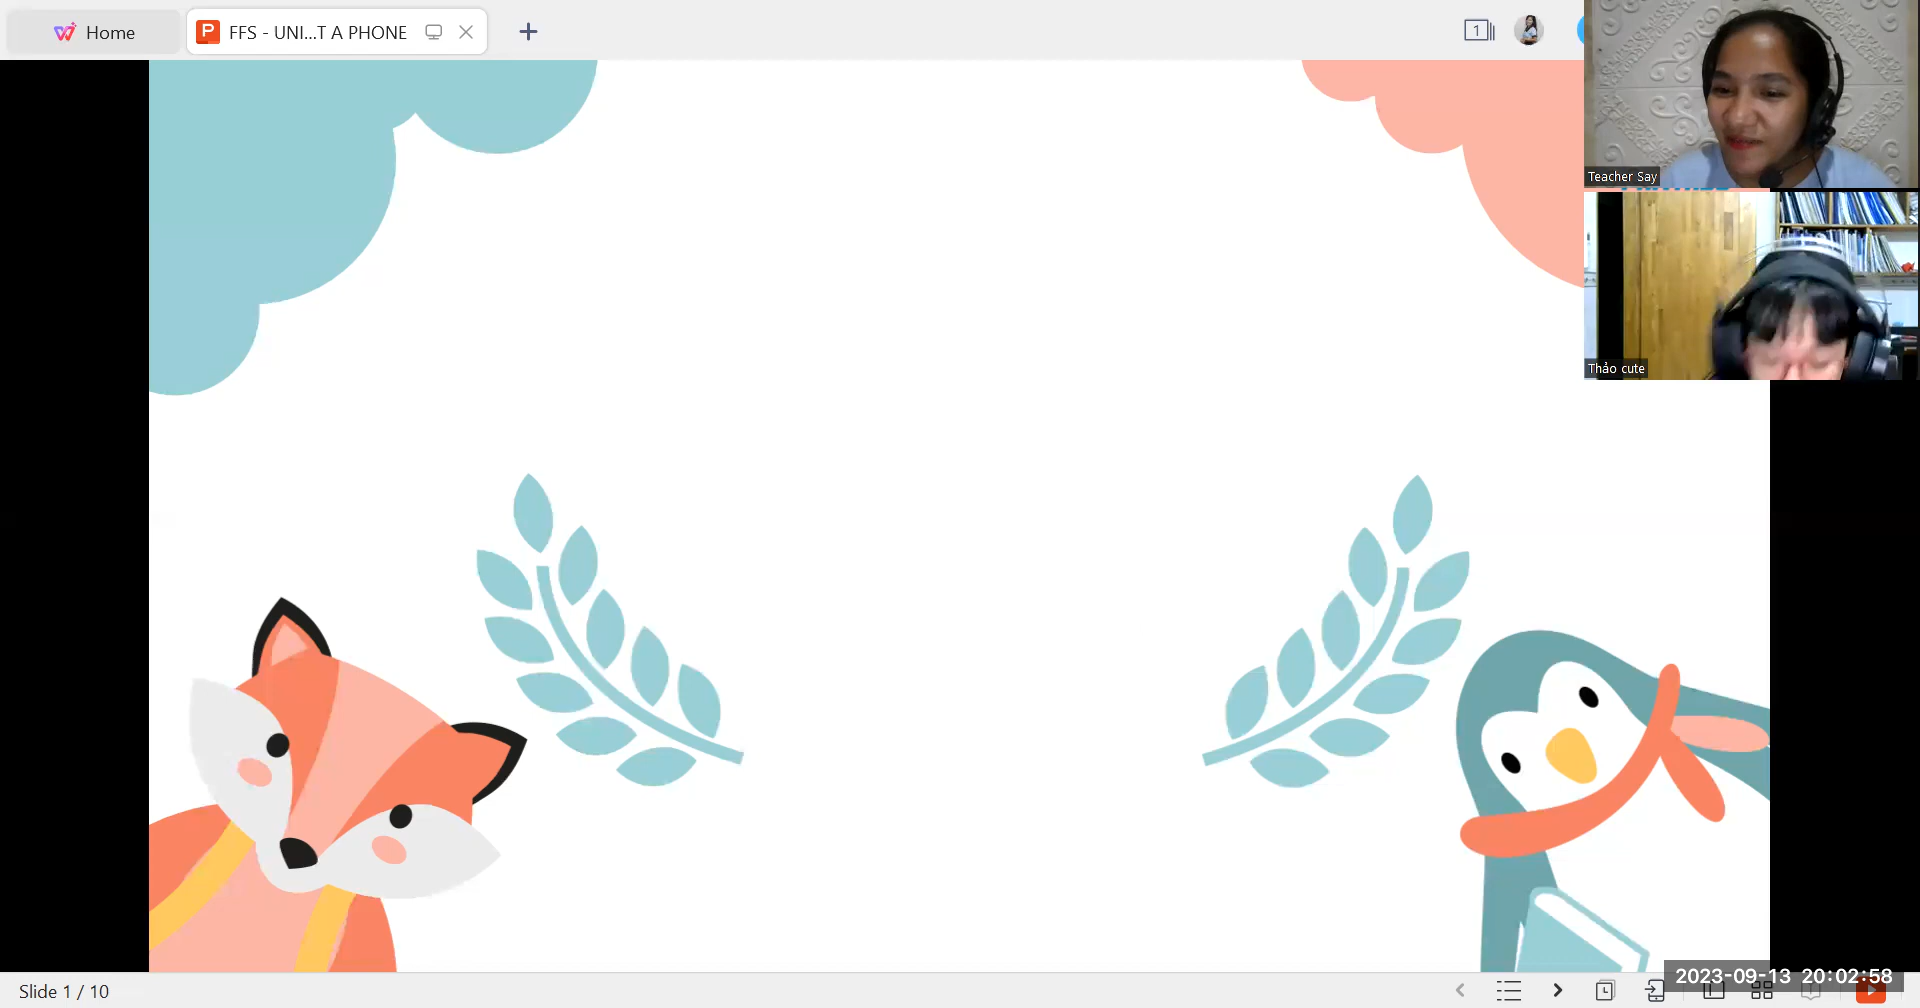 Home
FFS - UNI...T A PHONE
1
Teacher Say
Thảo cute
Slide 1 / 10
2023-09-13 20:02:58